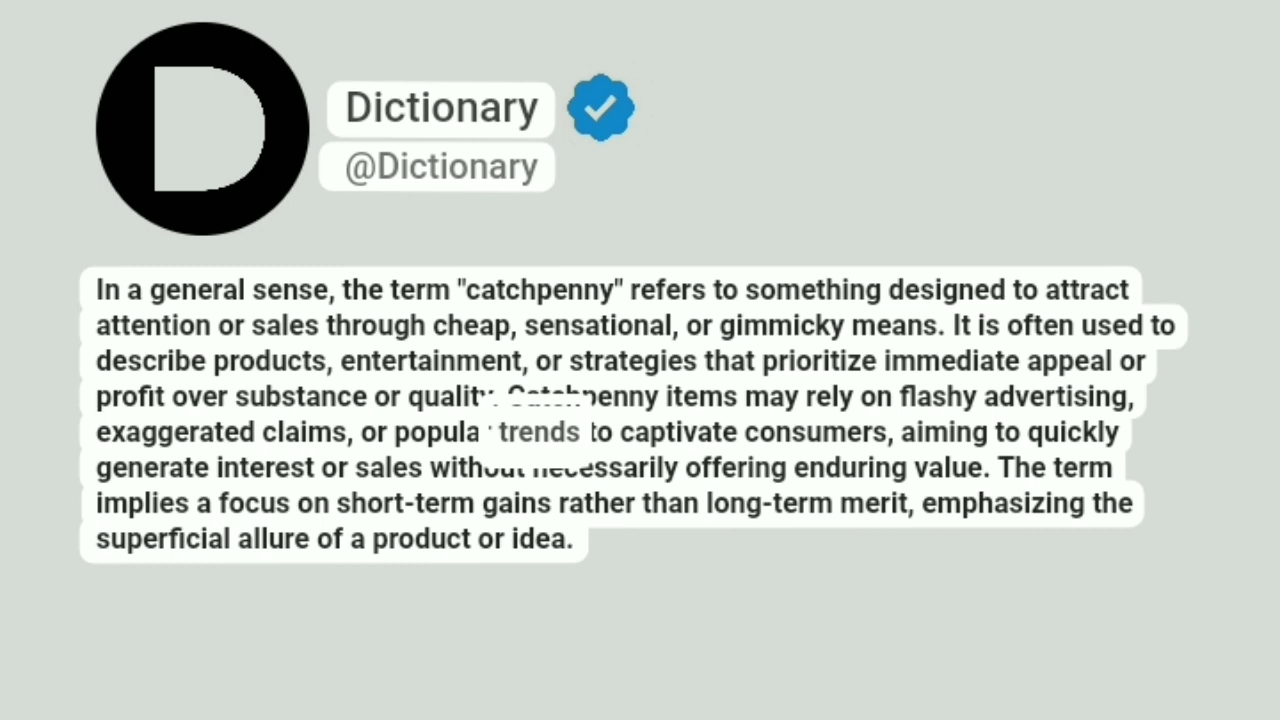 D
Dictionary
@Dictionary
In a general sense, the term "catchpenny" refers to something designed to attract
attention or sales through cheap, sensational, or gimmicky means. It is often used to
describe products, entertainment, or strategies that prioritize immediate appeal or
profit over substance or quality. Catchpenny items may rely on flashy advertising,
exaggerated claims, or popular trends to captivate consumers, aiming to quickly
generate interest or sales without necessarily offering enduring value. The term
implies a focus on short-term gains rather than long-term merit, emphasizing the
superficial allure of a product or idea.